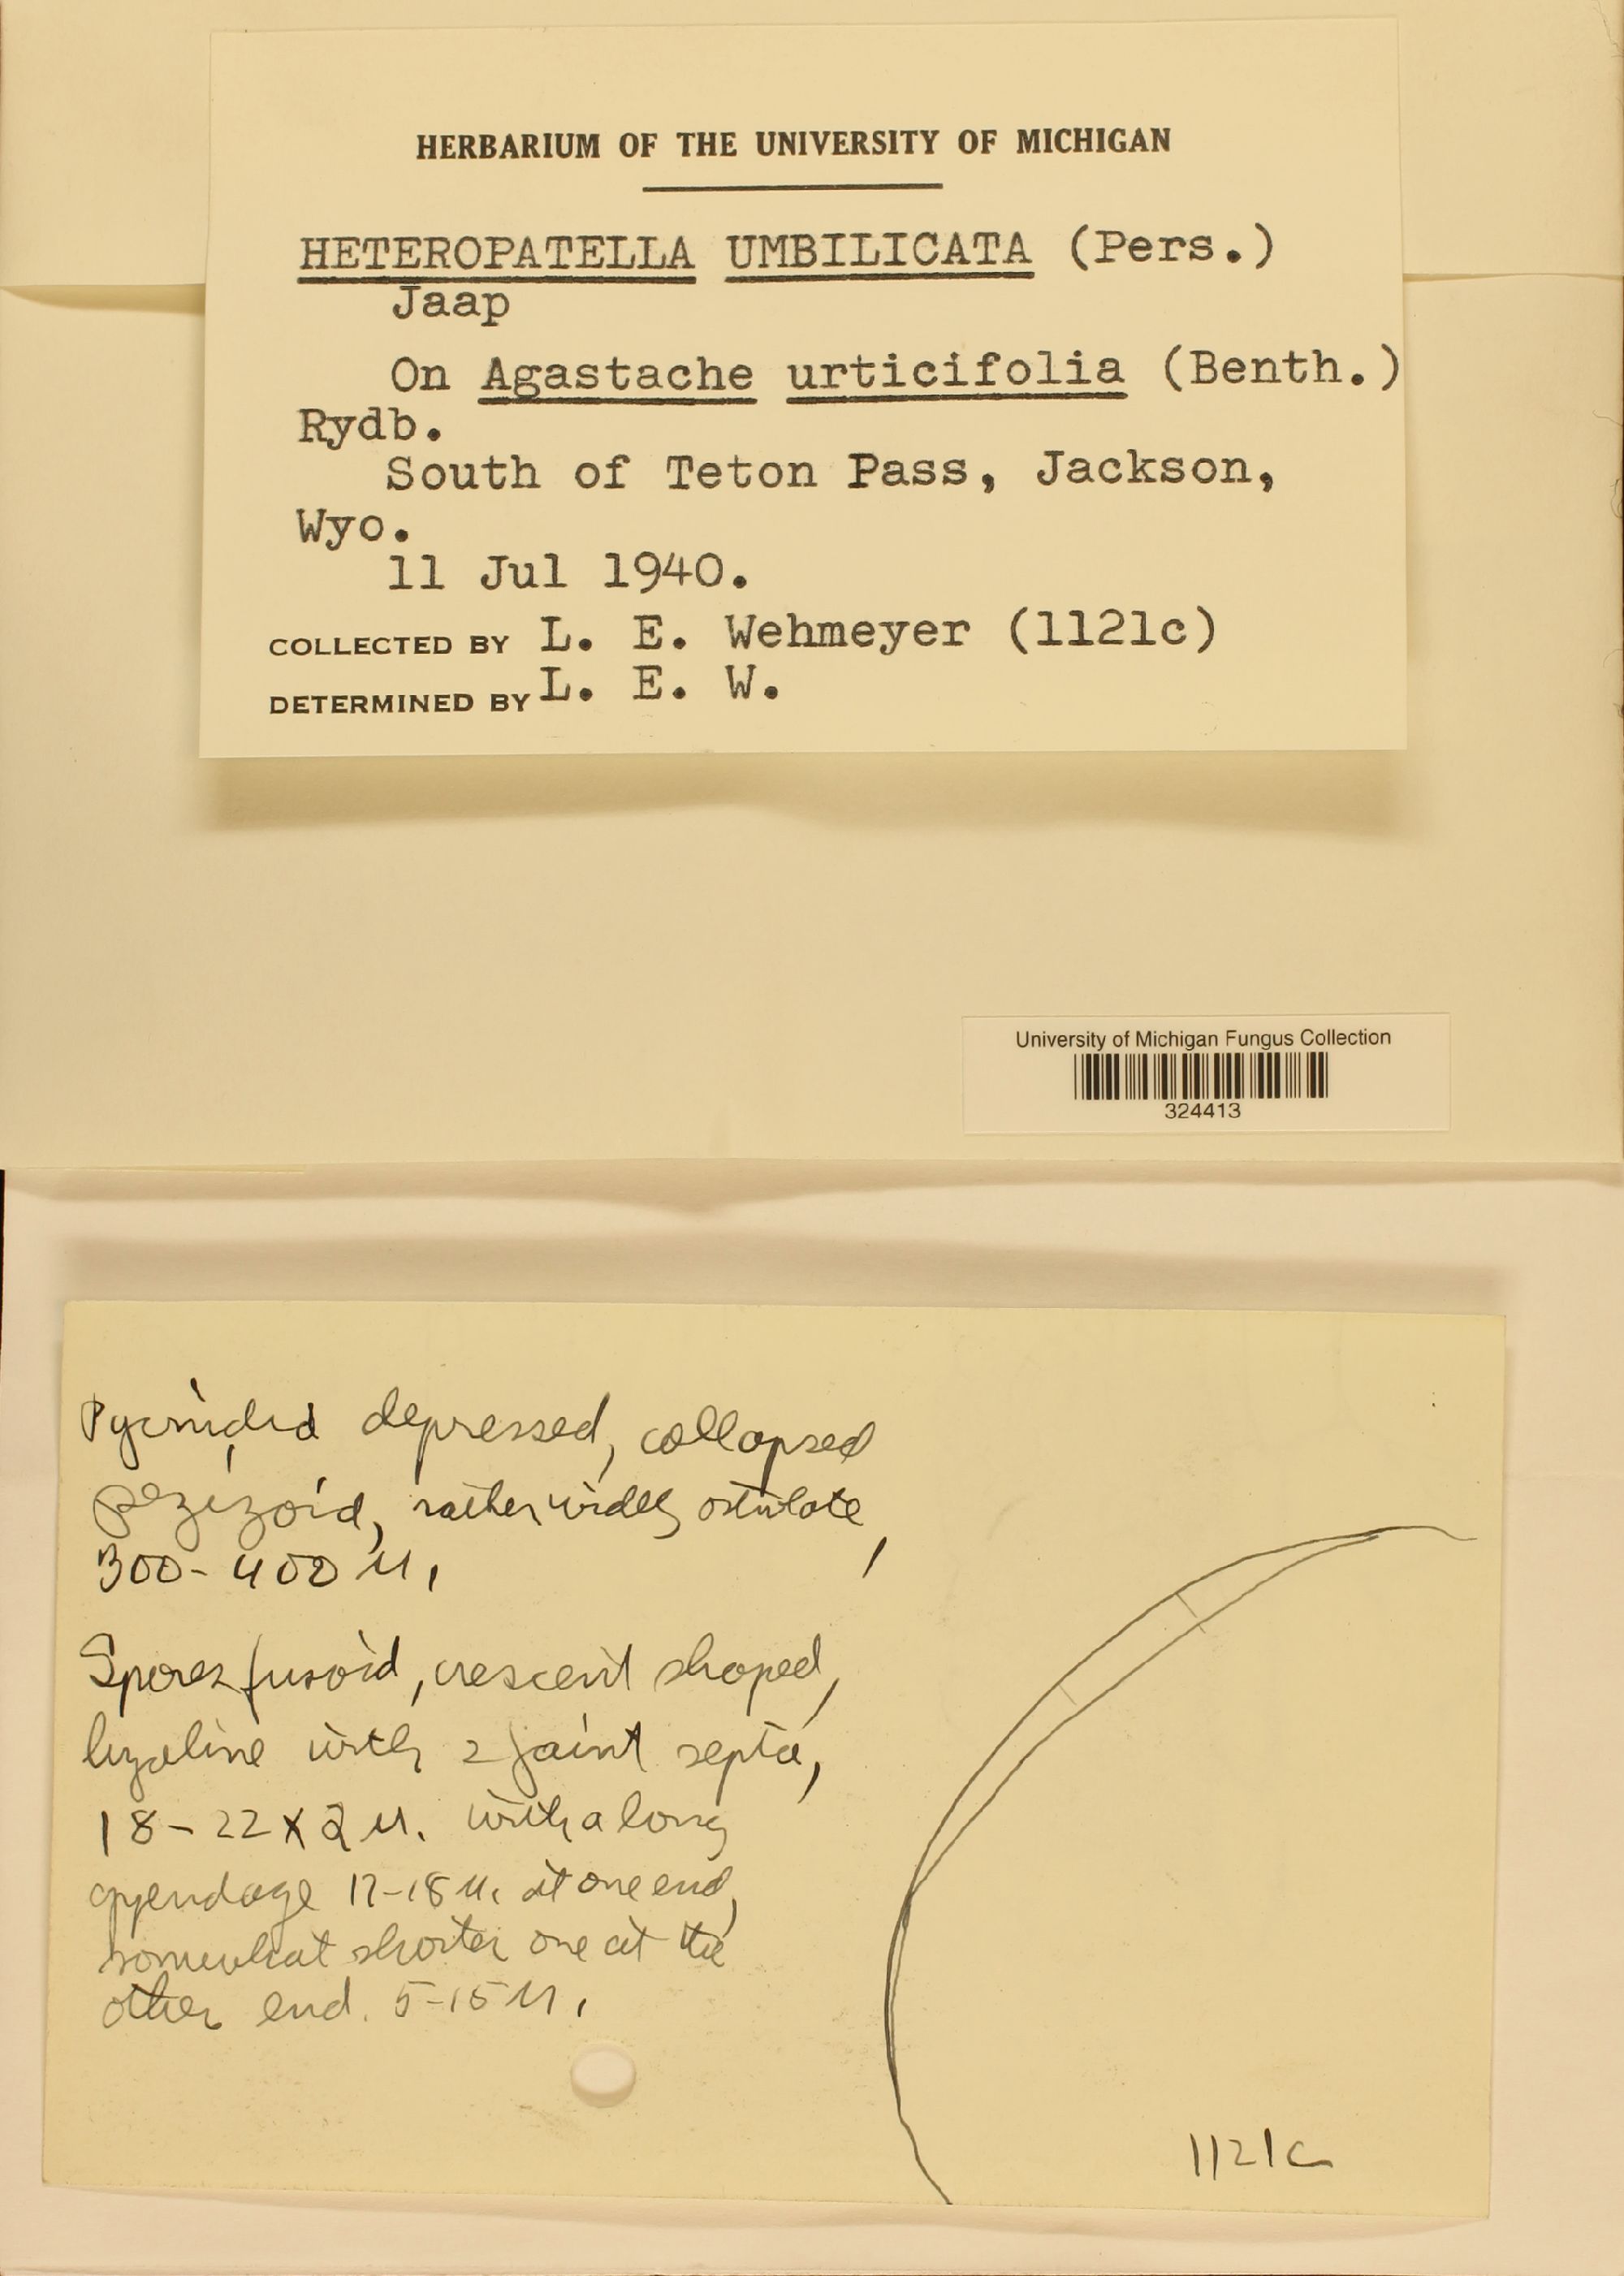 HERBARIUM OF THE UNIVERSITY OF MICHIGAN
HETEROPATELLA UMBILICATA (Pers.)
Jaap
On Agastache urticifolia (Benth.)
Rydb.
South of Teton Pass, Jackson,
Wyo.
11 Jul 1940.
COLLECTED BY L. E. Wehmeyer (1121c)
DETERMINED BY L. E. W.
University of Michigan Fungus Collection
324413
Pycnidia depressed, collapsed
pezizoid, rather widely ostiolate,
300-400 µ.
Spores fusoid, crescent shaped,
hyaline with 2 faint septa,
18-22 x 2 µ. with a long
appendage 17-18 µ. at one end,
somewhat shorter one at the
other end. 5-15 µ.
1121c